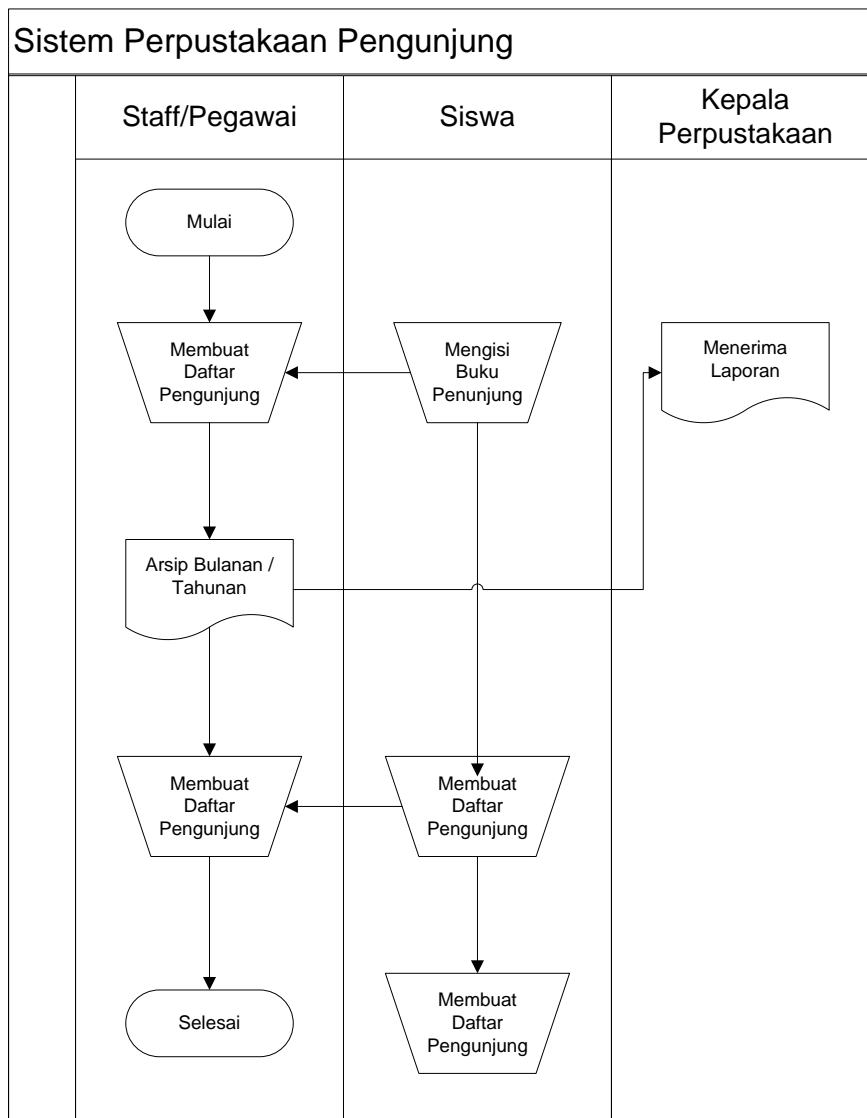 Sistem Perpustakaan Pengunjung
Staff/Pegawai
Siswa
Kepala
Perpustakaan
Mulai
Membuat
Daftar
Pengunjung
Mengisi
Buku
Penunjung
Menerima
Laporan
Arsip Bulanan /
Tahunan
Membuat
Daftar
Pengunjung
Membuat
Daftar
Pengunjung
Selesai
Membuat
Daftar
Pengunjung